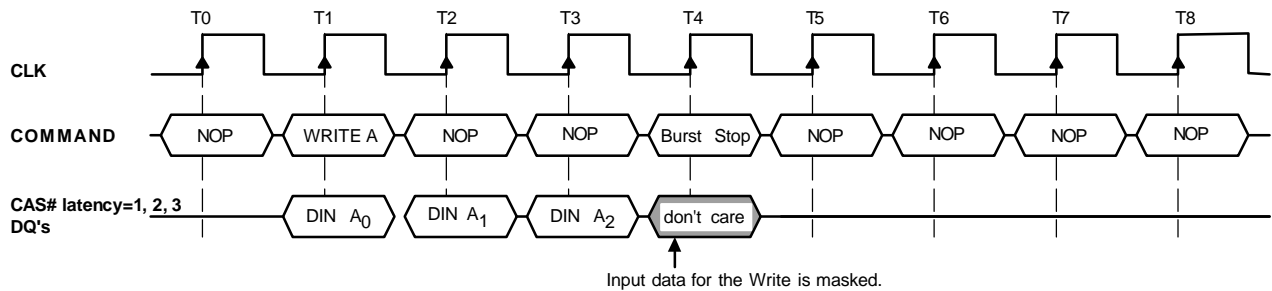 T0 T1 T2 T3 T4 T5 T6 T7 T8
CLK
COMMAND NOP WRITE A NOP NOP Burst Stop NOP NOP NOP NOP
CAS# latency=1, 2, 3
DQ's DIN A0 DIN A1 DIN A2 don't care
Input data for the Write is masked.